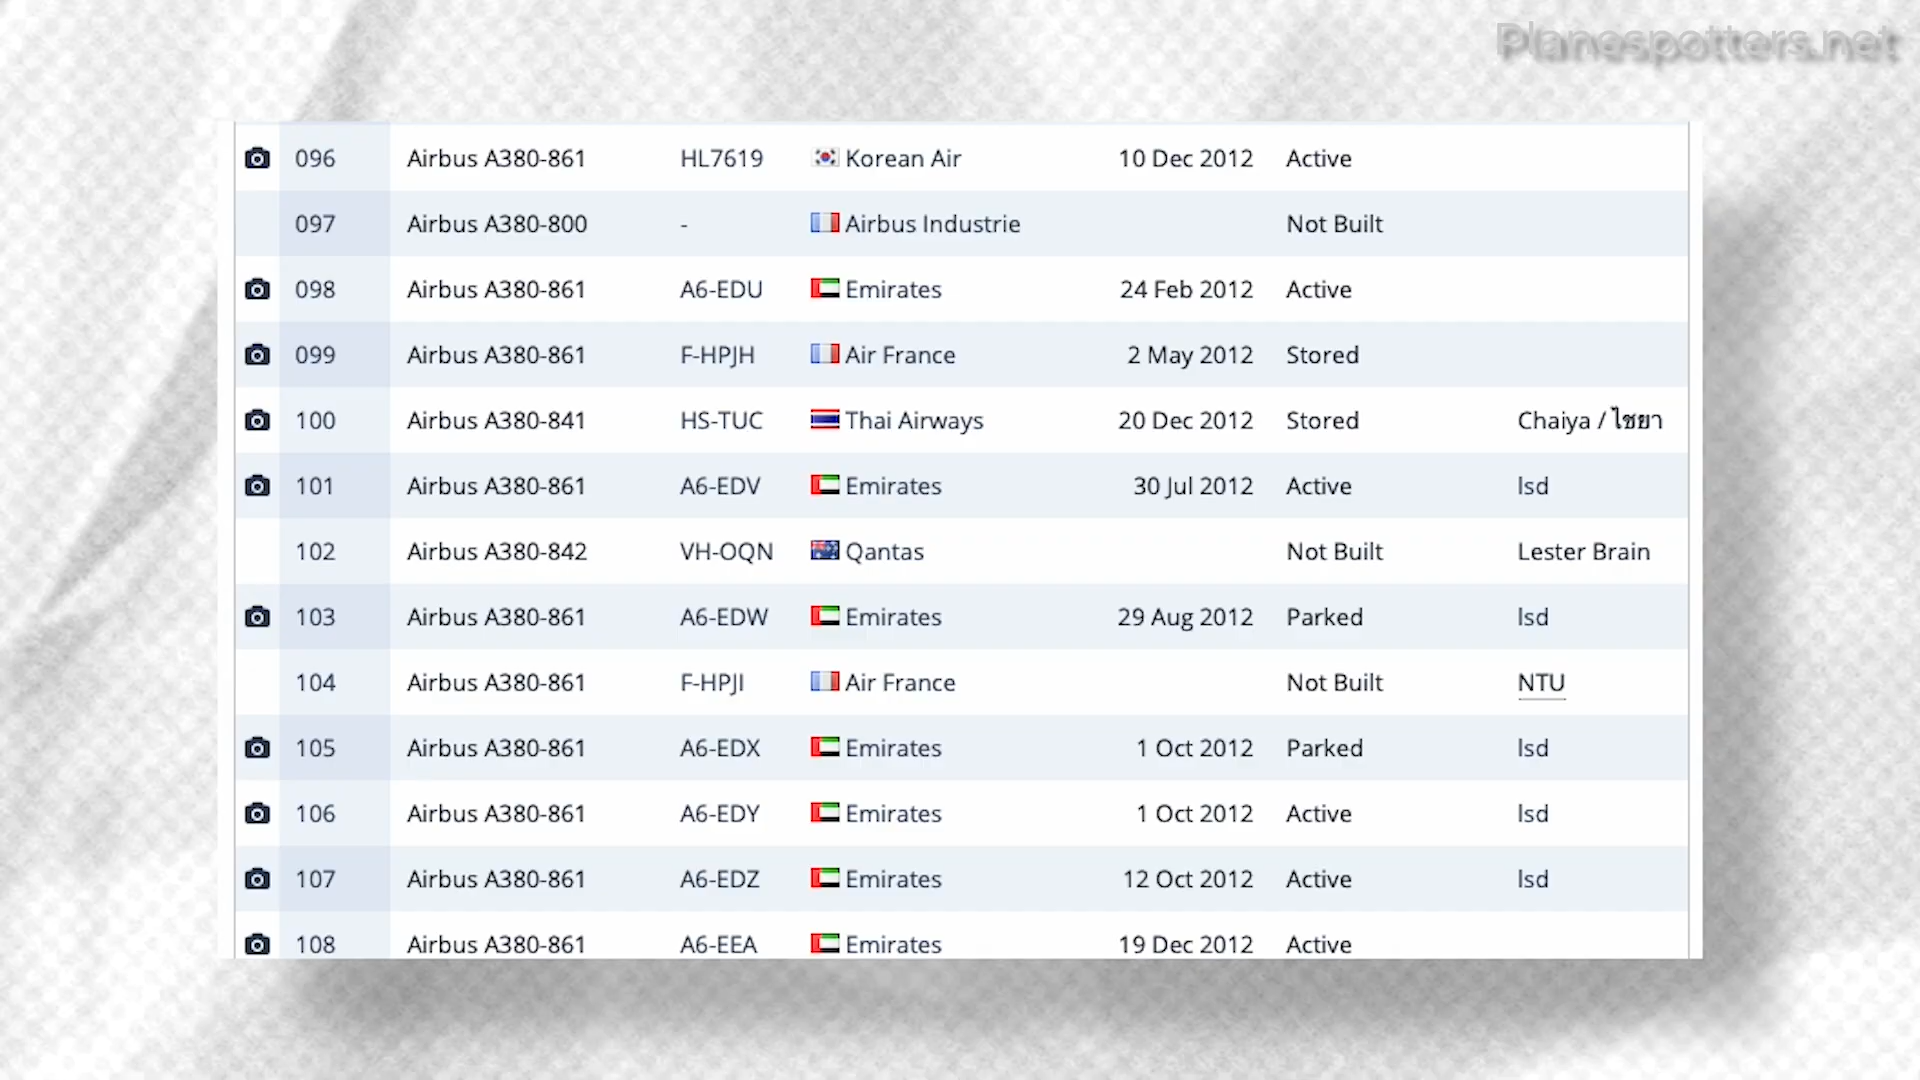 Planespotters.net
096 Airbus A380-861 HL7619 Korean Air 10 Dec 2012 Active
097 Airbus A380-800 - Airbus Industrie Not Built
098 Airbus A380-861 A6-EDU Emirates 24 Feb 2012 Active
099 Airbus A380-861 F-HPJH Air France 2 May 2012 Stored
100 Airbus A380-841 HS-TUC Thai Airways 20 Dec 2012 Stored Chaiya / ไชยา
101 Airbus A380-861 A6-EDV Emirates 30 Jul 2012 Active lsd
102 Airbus A380-842 VH-OQN Qantas Not Built Lester Brain
103 Airbus A380-861 A6-EDW Emirates 29 Aug 2012 Parked lsd
104 Airbus A380-861 F-HPJI Air France Not Built NTU
105 Airbus A380-861 A6-EDX Emirates 1 Oct 2012 Parked lsd
106 Airbus A380-861 A6-EDY Emirates 1 Oct 2012 Active lsd
107 Airbus A380-861 A6-EDZ Emirates 12 Oct 2012 Active lsd
108 Airbus A380-861 A6-EEA Emirates 19 Dec 2012 Active